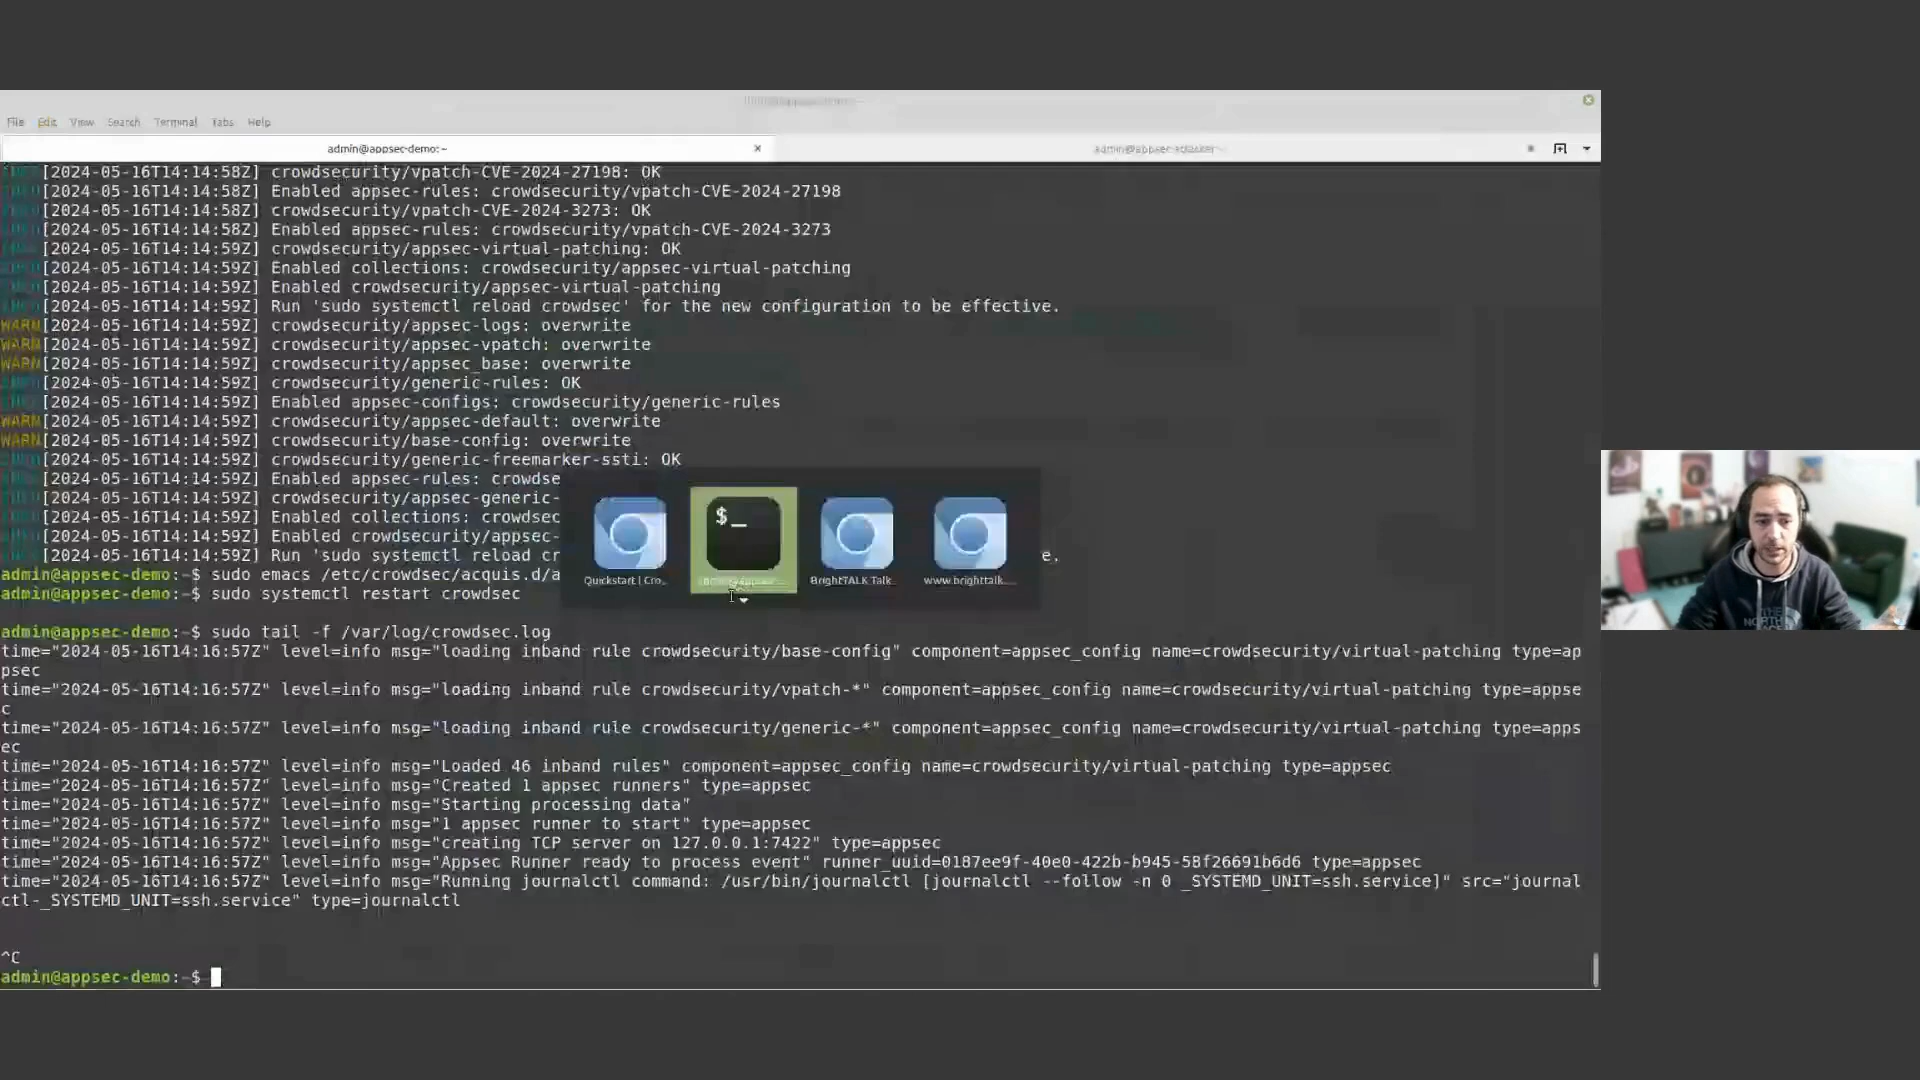 File Edit View Search Terminal Tabs Help
admin@appsec-demo: ~
[2024-05-16T14:14:58Z] crowdsecurity/vpatch-CVE-2024-27198: OK
[2024-05-16T14:14:58Z] Enabled appsec-rules: crowdsecurity/vpatch-CVE-2024-27198
[2024-05-16T14:14:58Z] crowdsecurity/vpatch-CVE-2024-3273: OK
[2024-05-16T14:14:58Z] Enabled appsec-rules: crowdsecurity/vpatch-CVE-2024-3273
[2024-05-16T14:14:59Z] crowdsecurity/appsec-virtual-patching: OK
[2024-05-16T14:14:59Z] Enabled collections: crowdsecurity/appsec-virtual-patching
[2024-05-16T14:14:59Z] Enabled crowdsecurity/appsec-virtual-patching
[2024-05-16T14:14:59Z] Run 'sudo systemctl reload crowdsec' for the new configuration to be effective.
WARN[2024-05-16T14:14:59Z] crowdsecurity/appsec-logs: overwrite
WARN[2024-05-16T14:14:59Z] crowdsecurity/appsec-vpatch: overwrite
WARN[2024-05-16T14:14:59Z] crowdsecurity/appsec_base: overwrite
[2024-05-16T14:14:59Z] crowdsecurity/generic-rules: OK
[2024-05-16T14:14:59Z] Enabled appsec-configs: crowdsecurity/generic-rules
WARN[2024-05-16T14:14:59Z] crowdsecurity/appsec-default: overwrite
WARN[2024-05-16T14:14:59Z] crowdsecurity/base-config: overwrite
[2024-05-16T14:14:59Z] crowdsecurity/generic-freemarker-ssti: OK
[2024-05-16T14:14:59Z] Enabled appsec-rules: crowdse
[2024-05-16T14:14:59Z] crowdsecurity/appsec-generic-
[2024-05-16T14:14:59Z] Enabled collections: crowdsec
[2024-05-16T14:14:59Z] Enabled crowdsecurity/appsec-
[2024-05-16T14:14:59Z] Run 'sudo systemctl reload cr e.
$_
Quickstart | Cro... BrightTALK Talk... www.brighttalk....
admin@appsec-demo:~$ sudo emacs /etc/crowdsec/acquis.d/a
admin@appsec-demo:~$ sudo systemctl restart crowdsec
admin@appsec-demo:~$ sudo tail -f /var/log/crowdsec.log
time="2024-05-16T14:16:57Z" level=info msg="loading inband rule crowdsecurity/base-config" component=appsec_config name=crowdsecurity/virtual-patching type=ap
psec
time="2024-05-16T14:16:57Z" level=info msg="loading inband rule crowdsecurity/vpatch-*" component=appsec_config name=crowdsecurity/virtual-patching type=appse
c
time="2024-05-16T14:16:57Z" level=info msg="loading inband rule crowdsecurity/generic-*" component=appsec_config name=crowdsecurity/virtual-patching type=apps
ec
time="2024-05-16T14:16:57Z" level=info msg="Loaded 46 inband rules" component=appsec_config name=crowdsecurity/virtual-patching type=appsec
time="2024-05-16T14:16:57Z" level=info msg="Created 1 appsec runners" type=appsec
time="2024-05-16T14:16:57Z" level=info msg="Starting processing data"
time="2024-05-16T14:16:57Z" level=info msg="1 appsec runner to start" type=appsec
time="2024-05-16T14:16:57Z" level=info msg="creating TCP server on 127.0.0.1:7422" type=appsec
time="2024-05-16T14:16:57Z" level=info msg="Appsec Runner ready to process event" runner_uuid=0187ee9f-40e0-422b-b945-58f26691b6d6 type=appsec
time="2024-05-16T14:16:57Z" level=info msg="Running journalctl command: /usr/bin/journalctl [journalctl --follow -n 0 _SYSTEMD_UNIT=ssh.service]" src="journal
ctl-_SYSTEMD_UNIT=ssh.service" type=journalctl
^C
admin@appsec-demo:~$
THE
NORTH